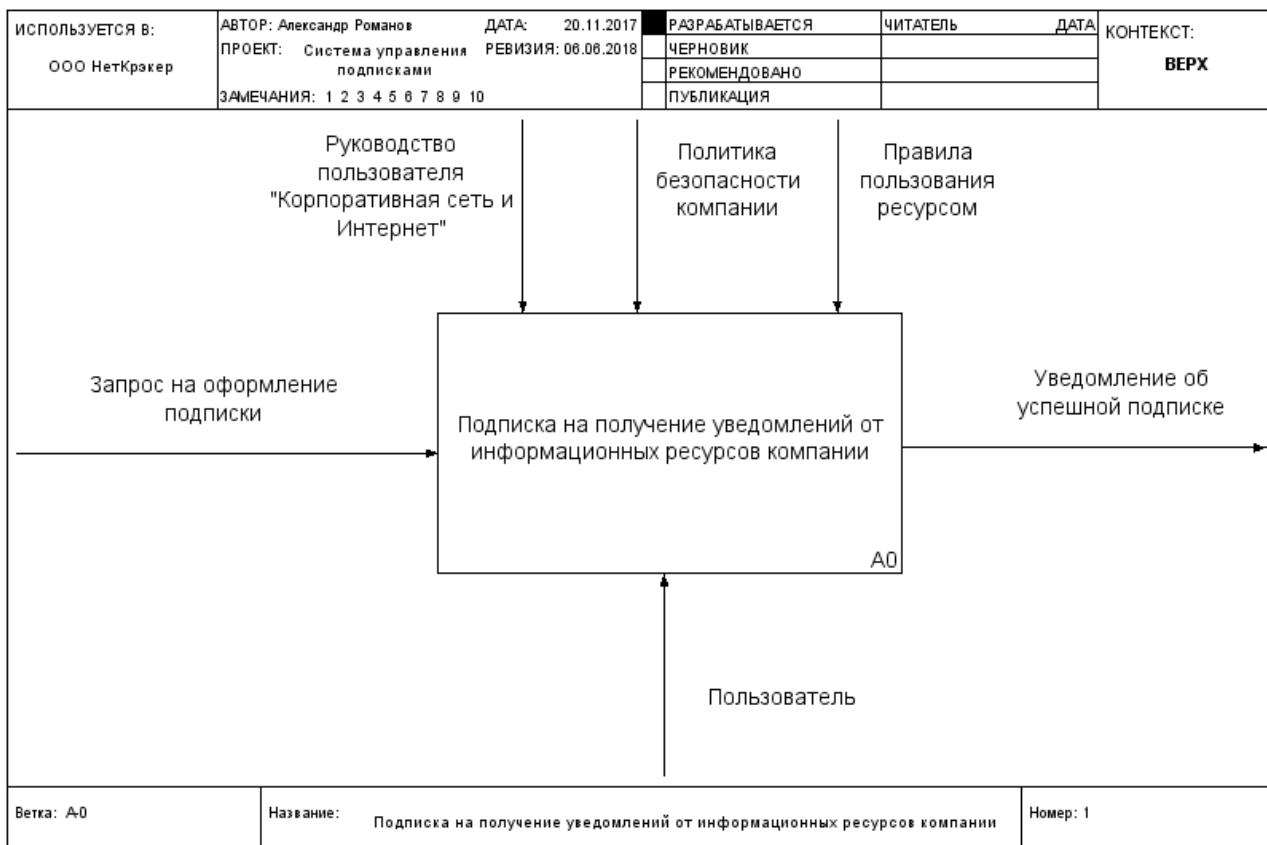 ИСПОЛЬЗУЕТСЯ В:
ООО НетКрэкер
АВТОР: Александр Романов
ДАТА: 20.11.2017
ПРОЕКТ: Система управления
подписками
РЕВИЗИЯ: 06.06.2018
ЗАМЕЧАНИЯ: 1 2 3 4 5 6 7 8 9 10
РАЗРАБАТЫВАЕТСЯ
ЧЕРНОВИК
РЕКОМЕНДОВАНО
ПУБЛИКАЦИЯ
ЧИТАТЕЛЬ ДАТА
КОНТЕКСТ:
ВЕРХ
Руководство
пользователя
"Корпоративная сеть и
Интернет"
Политика
безопасности
компании
Правила
пользования
ресурсом
Запрос на оформление
подписки
Подписка на получение уведомлений от
информационных ресурсов компании
A0
Уведомление об
успешной подписке
Пользователь
Ветка: A-0
Название: Подписка на получение уведомлений от информационных ресурсов компании
Номер: 1